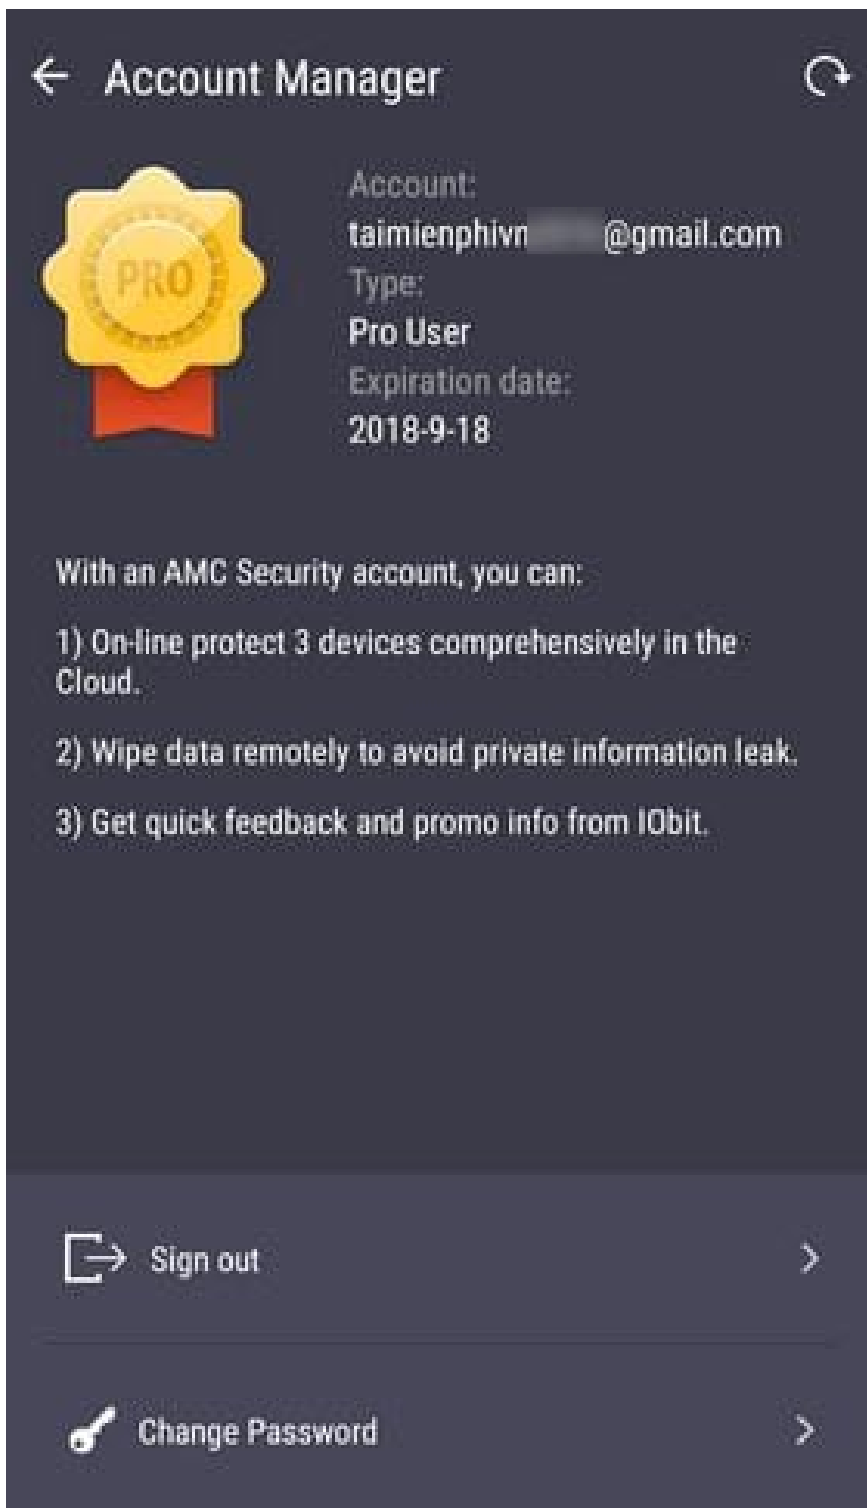 Account Manager
PRO
Account:
taimienphivn @gmail.com
Type:
Pro User
Expiration date:
2018-9-18
With an AMC Security account, you can:
1) On-line protect 3 devices comprehensively in the
Cloud.
2) Wipe data remotely to avoid private information leak.
3) Get quick feedback and promo info from IObit.
Sign out
Change Password